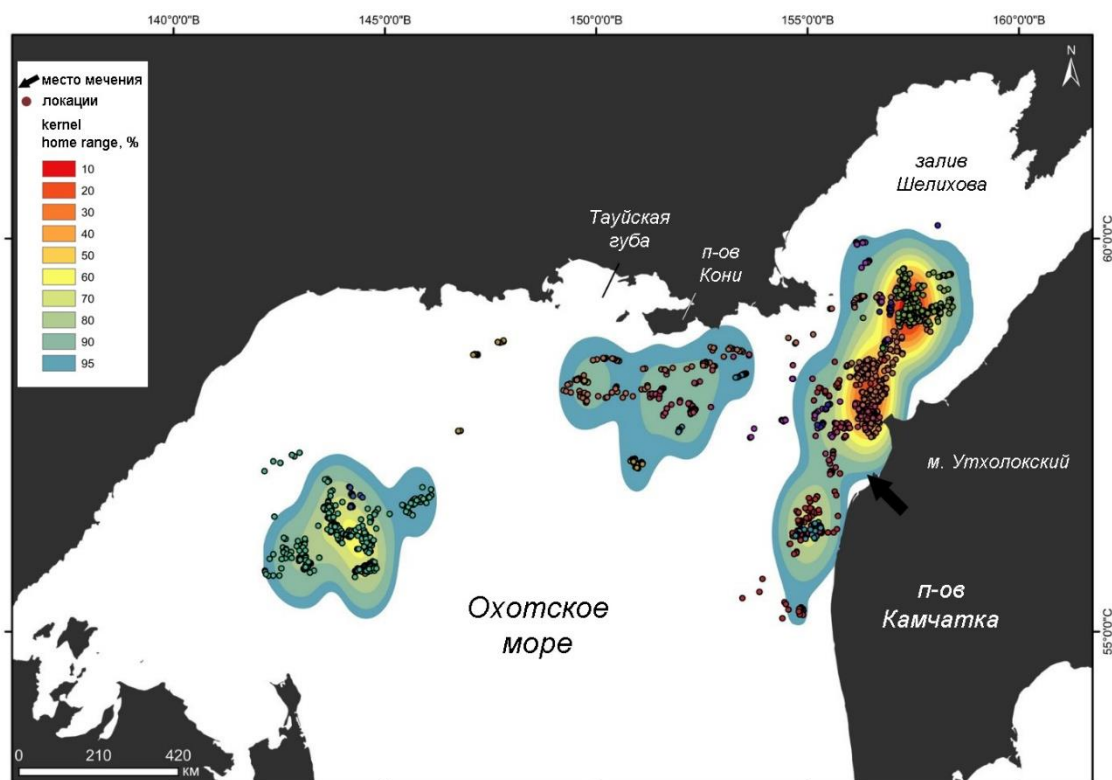 140°0'0"В
145°0'0"В
150°0'0"В
155°0'0"В
160°0'0"В
N
место мечения
локации
kernel
home range, %
10
20
30
40
50
60
70
80
90
95
залив
Шелихова
Тауйская
губа
п-ов
Кони
60°0'0"С
м. Утхолокский
Охотское
море
п-ов
Камчатка
55°0'0"С
0 210 420
КМ